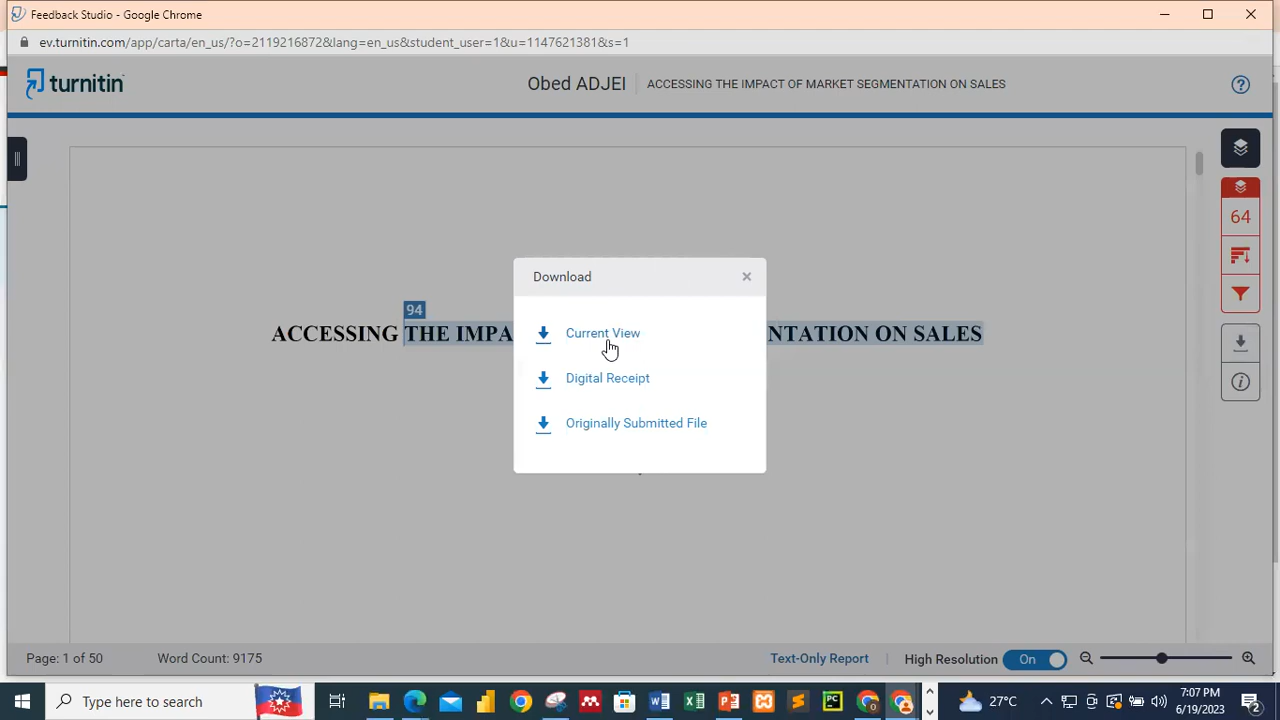 Feedback Studio - Google Chrome
ev.turnitin.com/app/carta/en_us/?o=2119216872&lang=en_us&student_user=1&u=1147621381&s=1
turnitin
Obed ADJEI
ACCESSING THE IMPACT OF MARKET SEGMENTATION ON SALES
64
94
ACCESSING THE IMPA
NTATION ON SALES
Download
Current View
Digital Receipt
Originally Submitted File
Page: 1 of 50
Word Count: 9175
Text-Only Report
High Resolution
On
Type here to search
PC
27°C
7:07 PM
6/19/2023
2